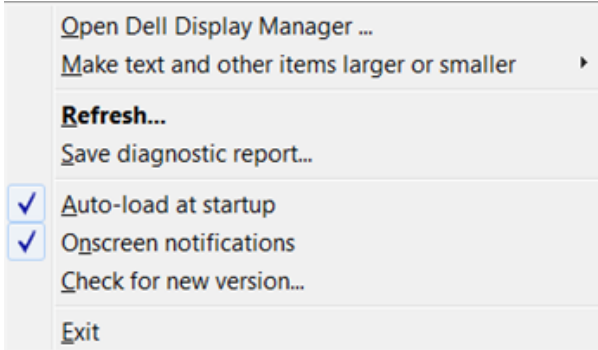 Open Dell Display Manager ...
Make text and other items larger or smaller
Refresh...
Save diagnostic report...
Auto-load at startup
Onscreen notifications
Check for new version...
Exit